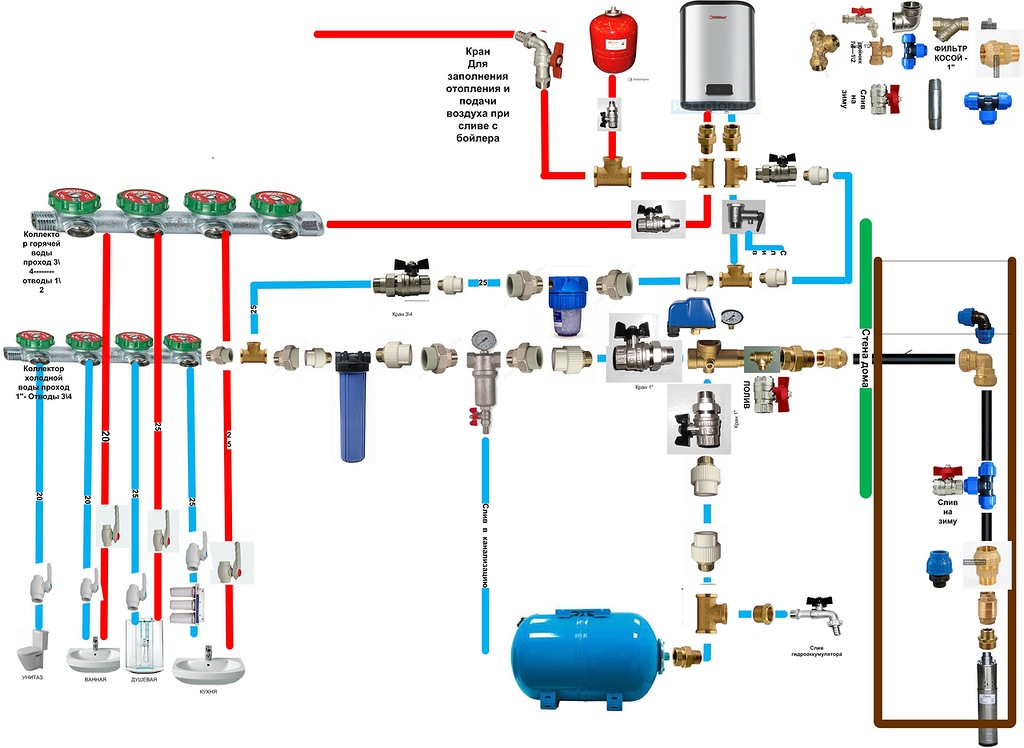 Кран
Для
заполнения
отопления и
подачи
воздуха при
сливе с
бойлера
ФИЛЬТР
КОСОЙ -
1"
Слив
на
зиму
Коллекто
р горячей
воды
проход 3\
4--------
отводы 1\
2
Слив
25
Кран 3\4
25
Коллектор
холодной
воды проход
1"- Отводы 3\4
Кран 1"
Стена дома
ПОЛИВ
Кран 1"
20
25
25
20
20
25
25
Слив в канализацию
Слив
на
зиму
УНИТАЗ
ВАННАЯ
ДУШЕВАЯ
КУХНЯ
Слив
гидроаккумулятора